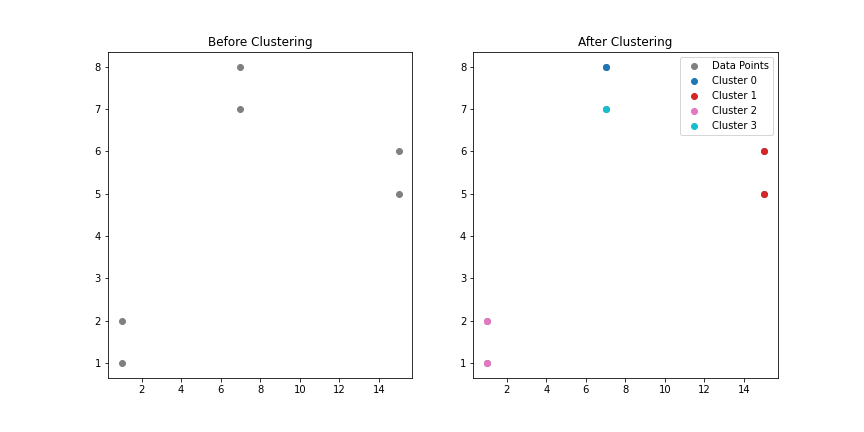 Before Clustering
8
7
6
5
4
3
2
1
2 4 6 8 10 12 14
After Clustering
8
7
6
5
4
3
2
1
2 4 6 8 10 12 14
Data Points
Cluster 0
Cluster 1
Cluster 2
Cluster 3